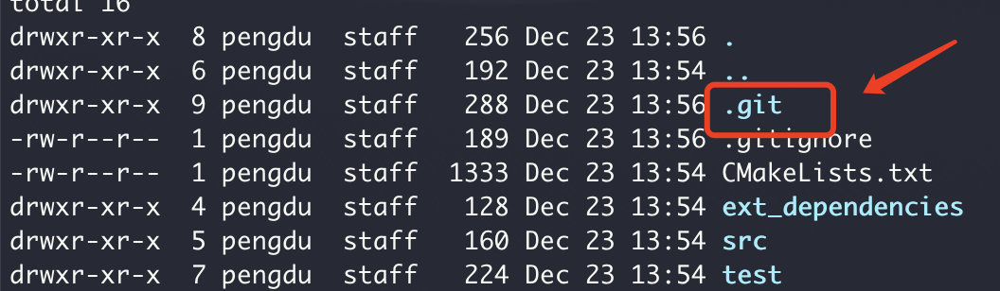 total 16
drwxr-xr-x  8 pengdu  staff   256 Dec 23 13:56 .
drwxr-xr-x  6 pengdu  staff   192 Dec 23 13:54 ..
drwxr-xr-x  9 pengdu  staff   288 Dec 23 13:56 .git
-rw-r--r--  1 pengdu  staff   189 Dec 23 13:56 .gitignore
-rw-r--r--  1 pengdu  staff  1333 Dec 23 13:54 CMakeLists.txt
drwxr-xr-x  4 pengdu  staff   128 Dec 23 13:54 ext_dependencies
drwxr-xr-x  5 pengdu  staff   160 Dec 23 13:54 src
drwxr-xr-x  7 pengdu  staff   224 Dec 23 13:54 test